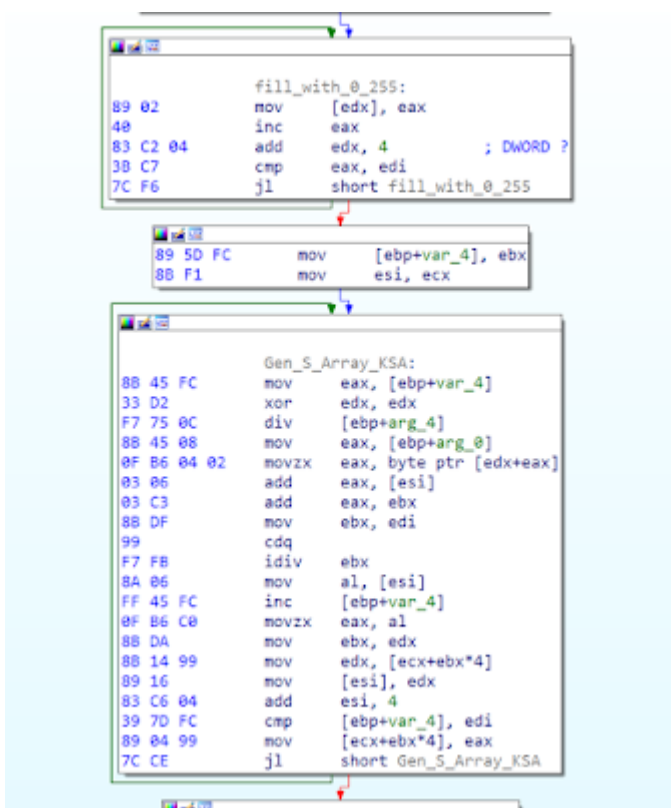 fill_with_0_255:
89 02 mov [edx], eax
40 inc eax
83 C2 04 add edx, 4 ; DWORD ?
3B C7 cmp eax, edi
7C F6 jl short fill_with_0_255
89 5D FC mov [ebp+var_4], ebx
8B F1 mov esi, ecx
Gen_S_Array_KSA:
8B 45 FC mov eax, [ebp+var_4]
33 D2 xor edx, edx
F7 75 0C div [ebp+arg_4]
8B 45 08 mov eax, [ebp+arg_0]
0F B6 04 02 movzx eax, byte ptr [edx+eax]
03 06 add eax, [esi]
03 C3 add eax, ebx
8B DF mov ebx, edi
99 cdq
F7 FB idiv ebx
8A 06 mov al, [esi]
FF 45 FC inc [ebp+var_4]
0F B6 C0 movzx eax, al
8B DA mov ebx, edx
8B 14 99 mov edx, [ecx+ebx*4]
89 16 mov [esi], edx
83 C6 04 add esi, 4
39 7D FC cmp [ebp+var_4], edi
89 04 99 mov [ecx+ebx*4], eax
7C CE jl short Gen_S_Array_KSA